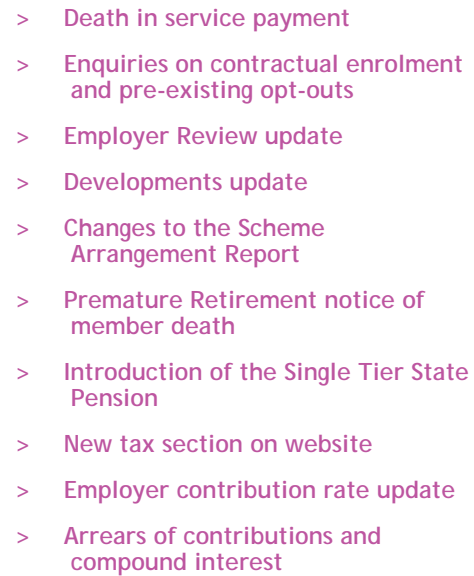 > Death in service payment
> Enquiries on contractual enrolment
and pre-existing opt-outs
> Employer Review update
> Developments update
> Changes to the Scheme
Arrangement Report
> Premature Retirement notice of
member death
> Introduction of the Single Tier State
Pension
> New tax section on website
> Employer contribution rate update
> Arrears of contributions and
compound interest